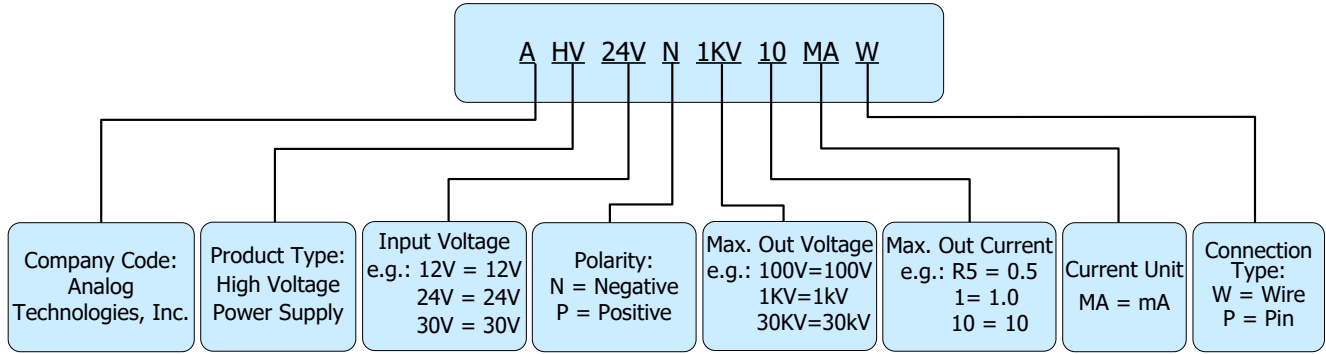 A HV 24V N 1KV 10 MA W
Company Code:
Analog
Technologies, Inc.
Product Type:
High Voltage
Power Supply
Input Voltage
e.g.: 12V = 12V
24V = 24V
30V = 30V
Polarity:
N = Negative
P = Positive
Max. Out Voltage
e.g.: 100V=100V
1KV=1kV
30KV=30kV
Max. Out Current
e.g.: R5 = 0.5
1= 1.0
10 = 10
Current Unit
MA = mA
Connection
Type:
W = Wire
P = Pin